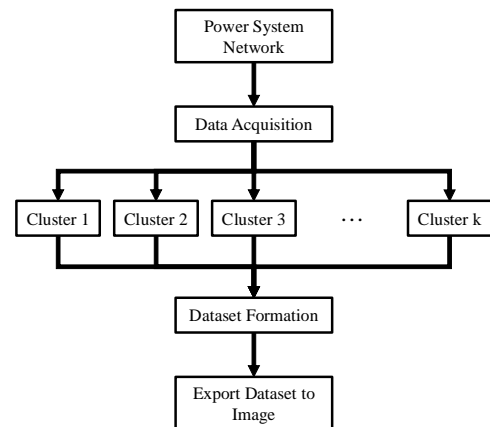 Power System
Network
Data Acquisition
Cluster 1
Cluster 2
Cluster 3
...
Cluster k
Dataset Formation
Export Dataset to
Image